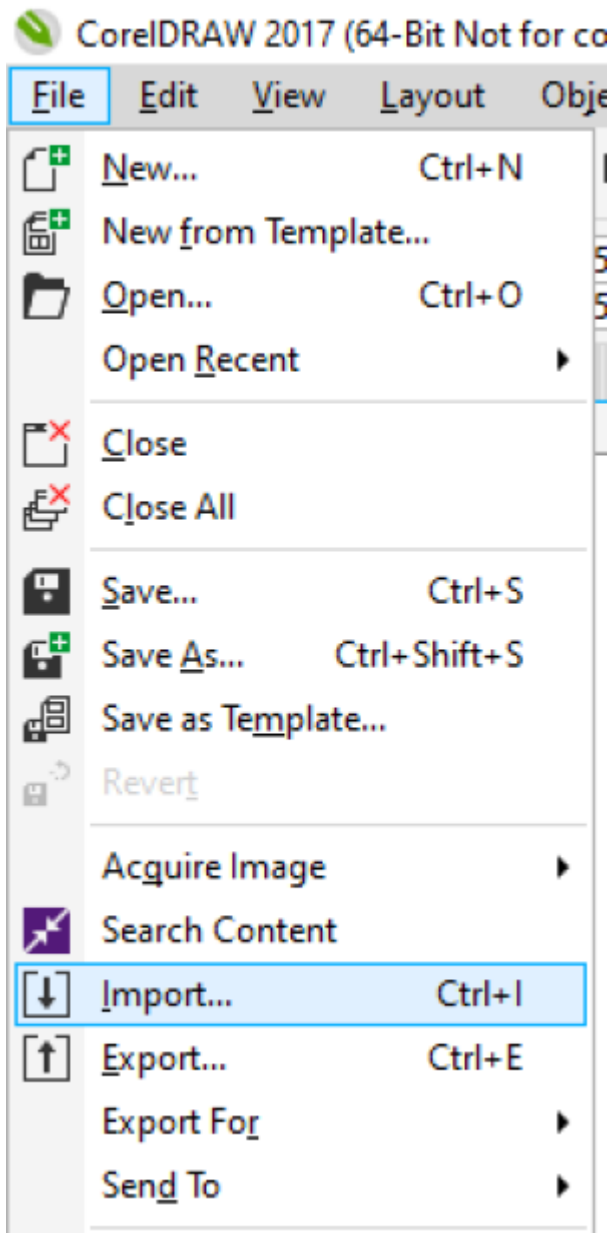 CorelDRAW 2017 (64-Bit Not for co
File Edit View Layout Obje
New... Ctrl+N
New from Template...
Open... Ctrl+O
Open Recent
Close
Close All
Save... Ctrl+S
Save As... Ctrl+Shift+S
Save as Template...
Revert
Acquire Image
Search Content
Import... Ctrl+I
Export... Ctrl+E
Export For
Send To